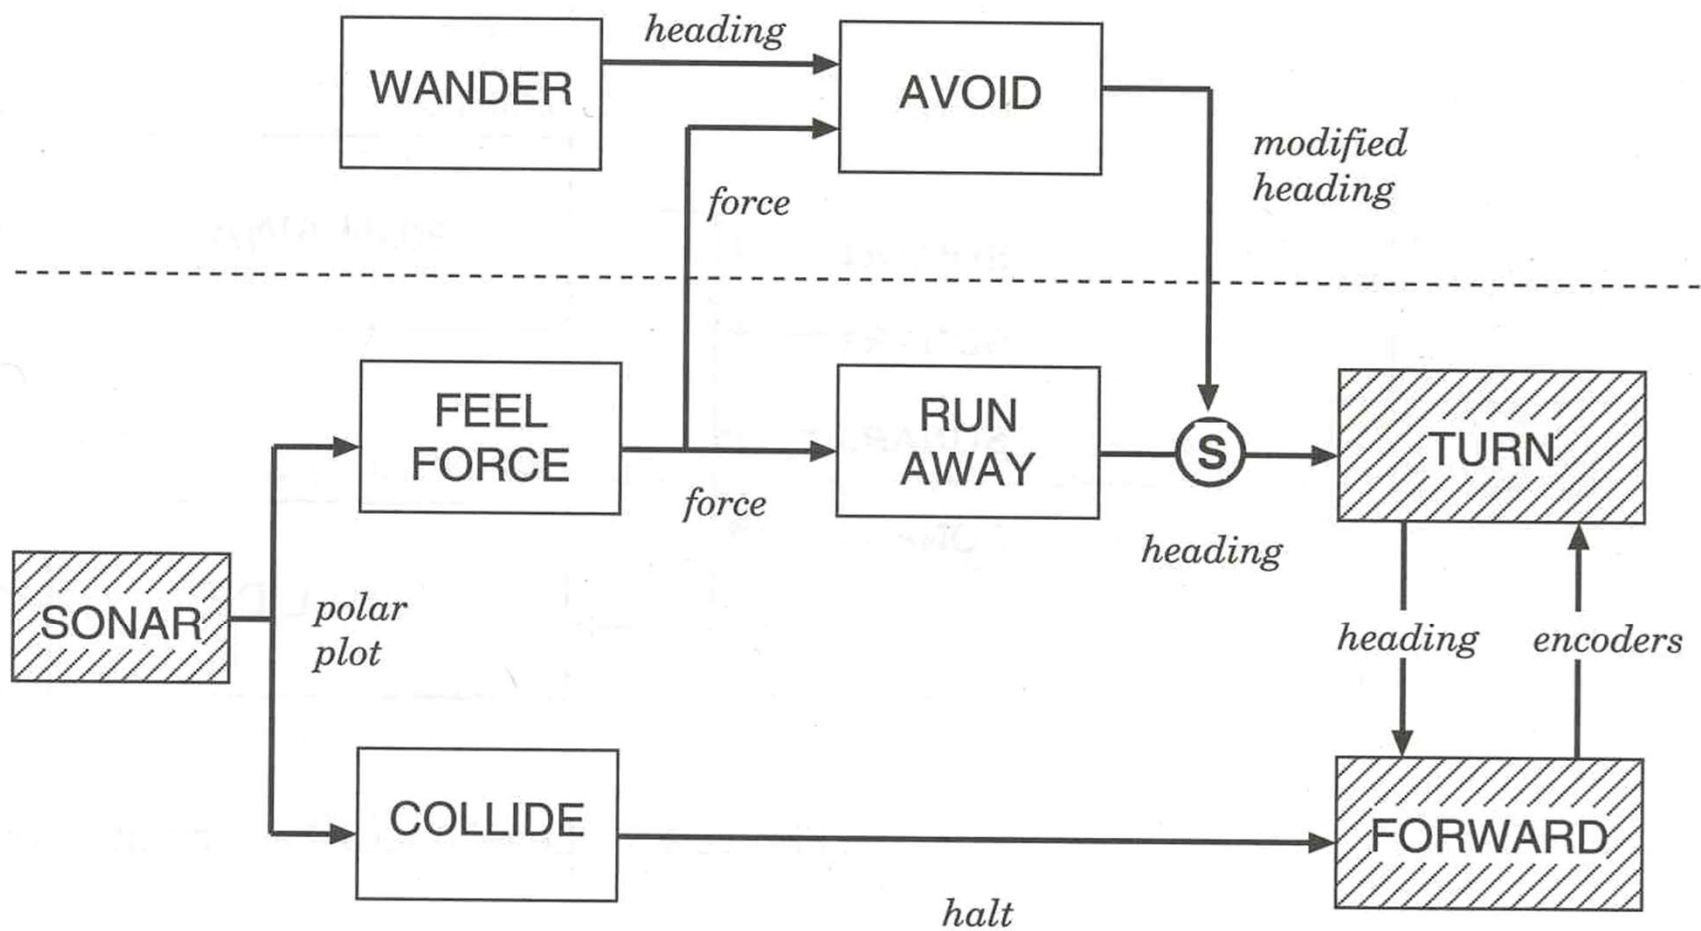 WANDER
heading
AVOID
modified
heading
force
FEEL
FORCE
force
RUN
AWAY
S
heading
TURN
SONAR
polar
plot
heading
encoders
COLLIDE
halt
FORWARD